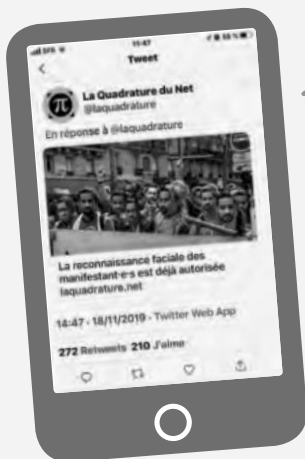 SFR
11:47
Tweet
La Quadrature du Net
@laquadrature
En réponse à @laquadrature
La reconnaissance faciale des
manifestant·e·s est déjà autorisée
laquadrature.net
14:47 · 18/11/2019 · Twitter Web App
272 Retweets 210 J'aime